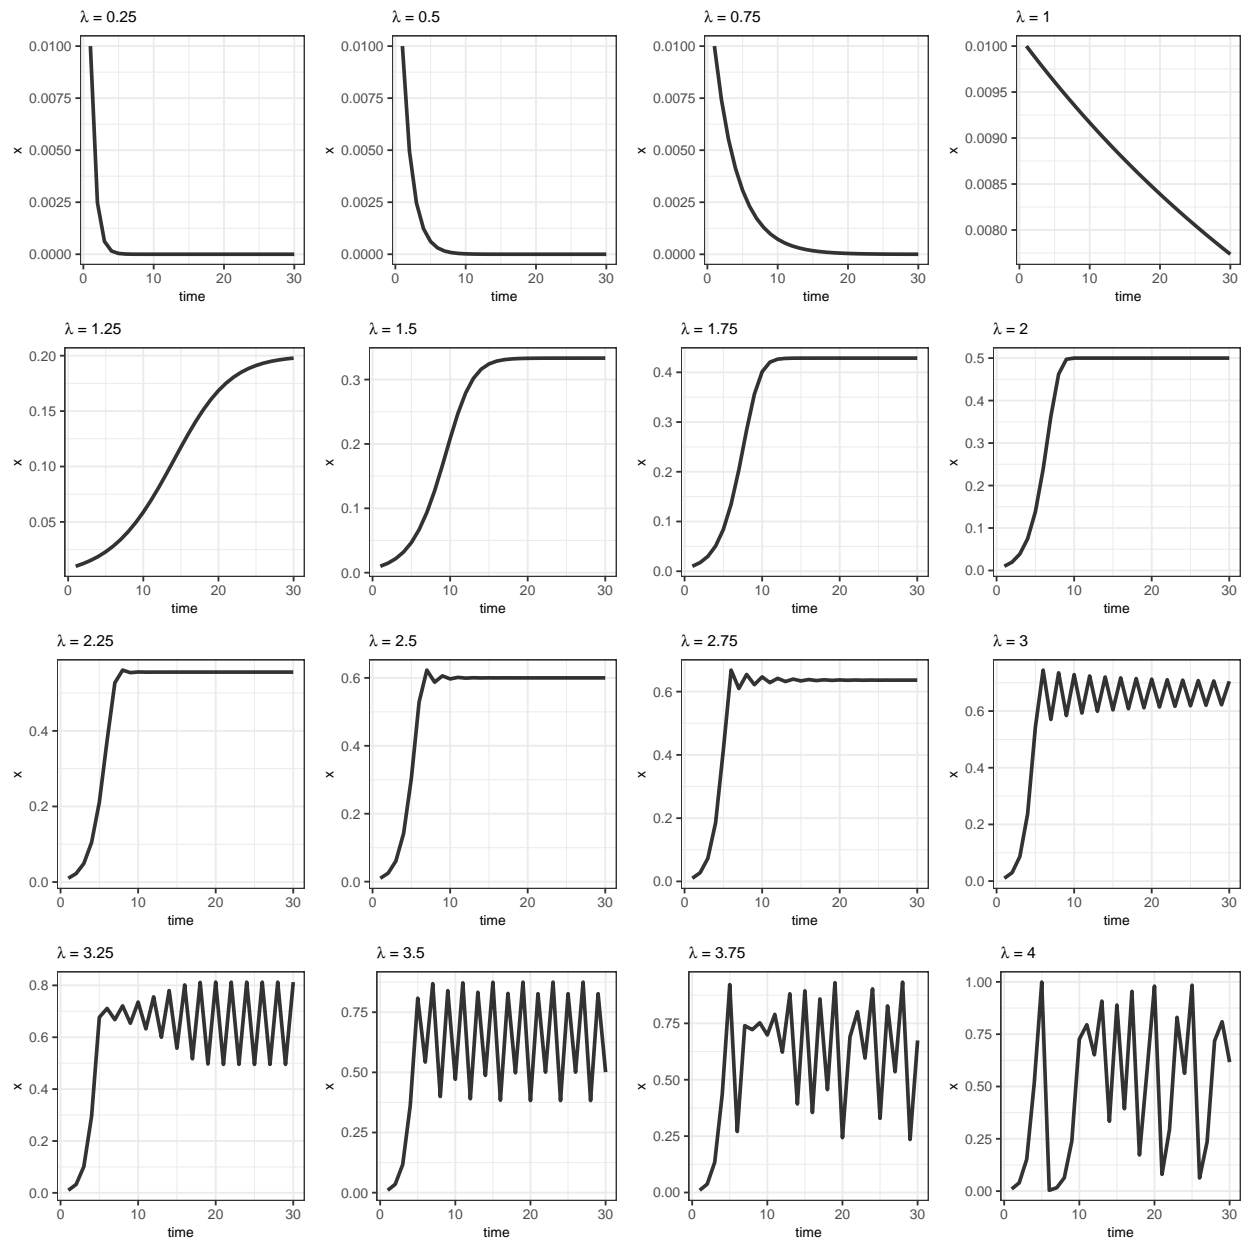 λ = 0.25
0.0100
0.0075
0.0050
0.0025
0.0000
0 10 20 30
time
x
λ = 0.5
0.0100
0.0075
0.0050
0.0025
0.0000
0 10 20 30
time
x
λ = 0.75
0.0100
0.0075
0.0050
0.0025
0.0000
0 10 20 30
time
x
λ = 1
0.0100
0.0095
0.0090
0.0085
0.0080
0 10 20 30
time
x
λ = 1.25
0.20
0.15
0.10
0.05
0 10 20 30
time
x
λ = 1.5
0.3
0.2
0.1
0.0
0 10 20 30
time
x
λ = 1.75
0.4
0.3
0.2
0.1
0.0
0 10 20 30
time
x
λ = 2
0.5
0.4
0.3
0.2
0.1
0.0
0 10 20 30
time
x
λ = 2.25
0.4
0.2
0.0
0 10 20 30
time
x
λ = 2.5
0.6
0.4
0.2
0.0
0 10 20 30
time
x
λ = 2.75
0.6
0.4
0.2
0.0
0 10 20 30
time
x
λ = 3
0.6
0.4
0.2
0.0
0 10 20 30
time
x
λ = 3.25
0.8
0.6
0.4
0.2
0.0
0 10 20 30
time
x
λ = 3.5
0.75
0.50
0.25
0.00
0 10 20 30
time
x
λ = 3.75
0.75
0.50
0.25
0.00
0 10 20 30
time
x
λ = 4
1.00
0.75
0.50
0.25
0.00
0 10 20 30
time
x